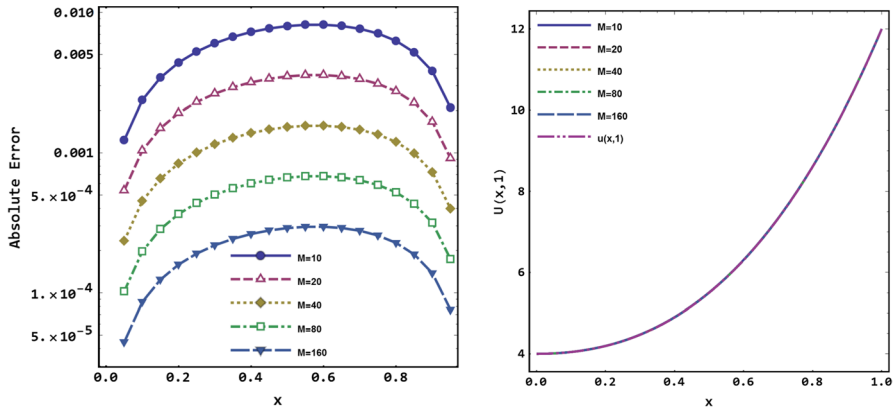 0.010
0.005
0.001
5.×10⁻⁴
1.×10⁻⁴
5.×10⁻⁵
Absolute Error
M=10
M=20
M=40
M=80
M=160
0.0 0.2 0.4 0.6 0.8
x
12
10
8
6
4
U(x,1)
M=10
M=20
M=40
M=80
M=160
u(x,1)
0.0 0.2 0.4 0.6 0.8 1.0
x